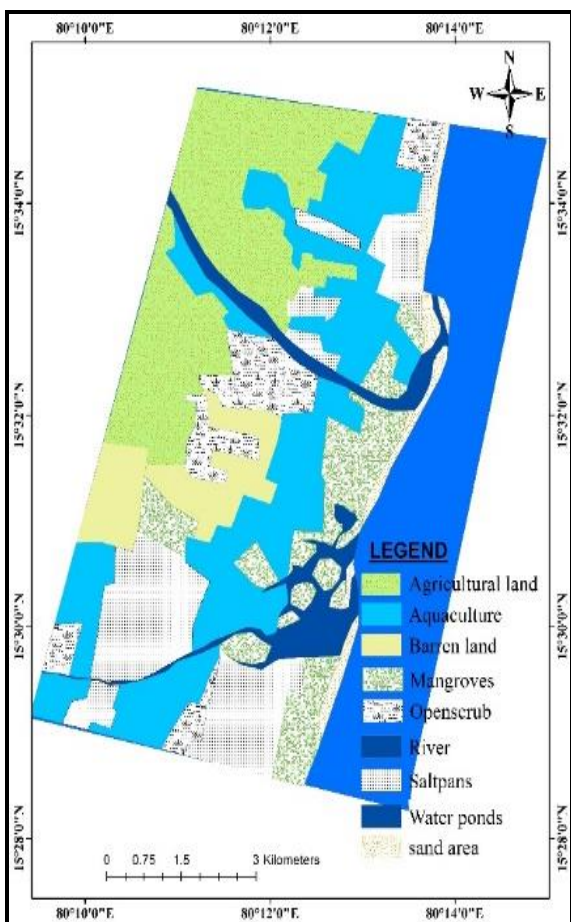 80°10'0"E 80°12'0"E 80°14'0"E
N
W E
S
15°34'0"N 15°34'0"N
15°32'0"N 15°32'0"N
15°30'0"N 15°30'0"N
15°28'0"N 15°28'0"N
LEGEND
Agricultural land
Aquaculture
Barren land
Mangroves
Openscrub
River
Saltpans
Water ponds
sand area
0 0.75 1.5 3 Kilometers
80°10'0"E 80°12'0"E 80°14'0"E